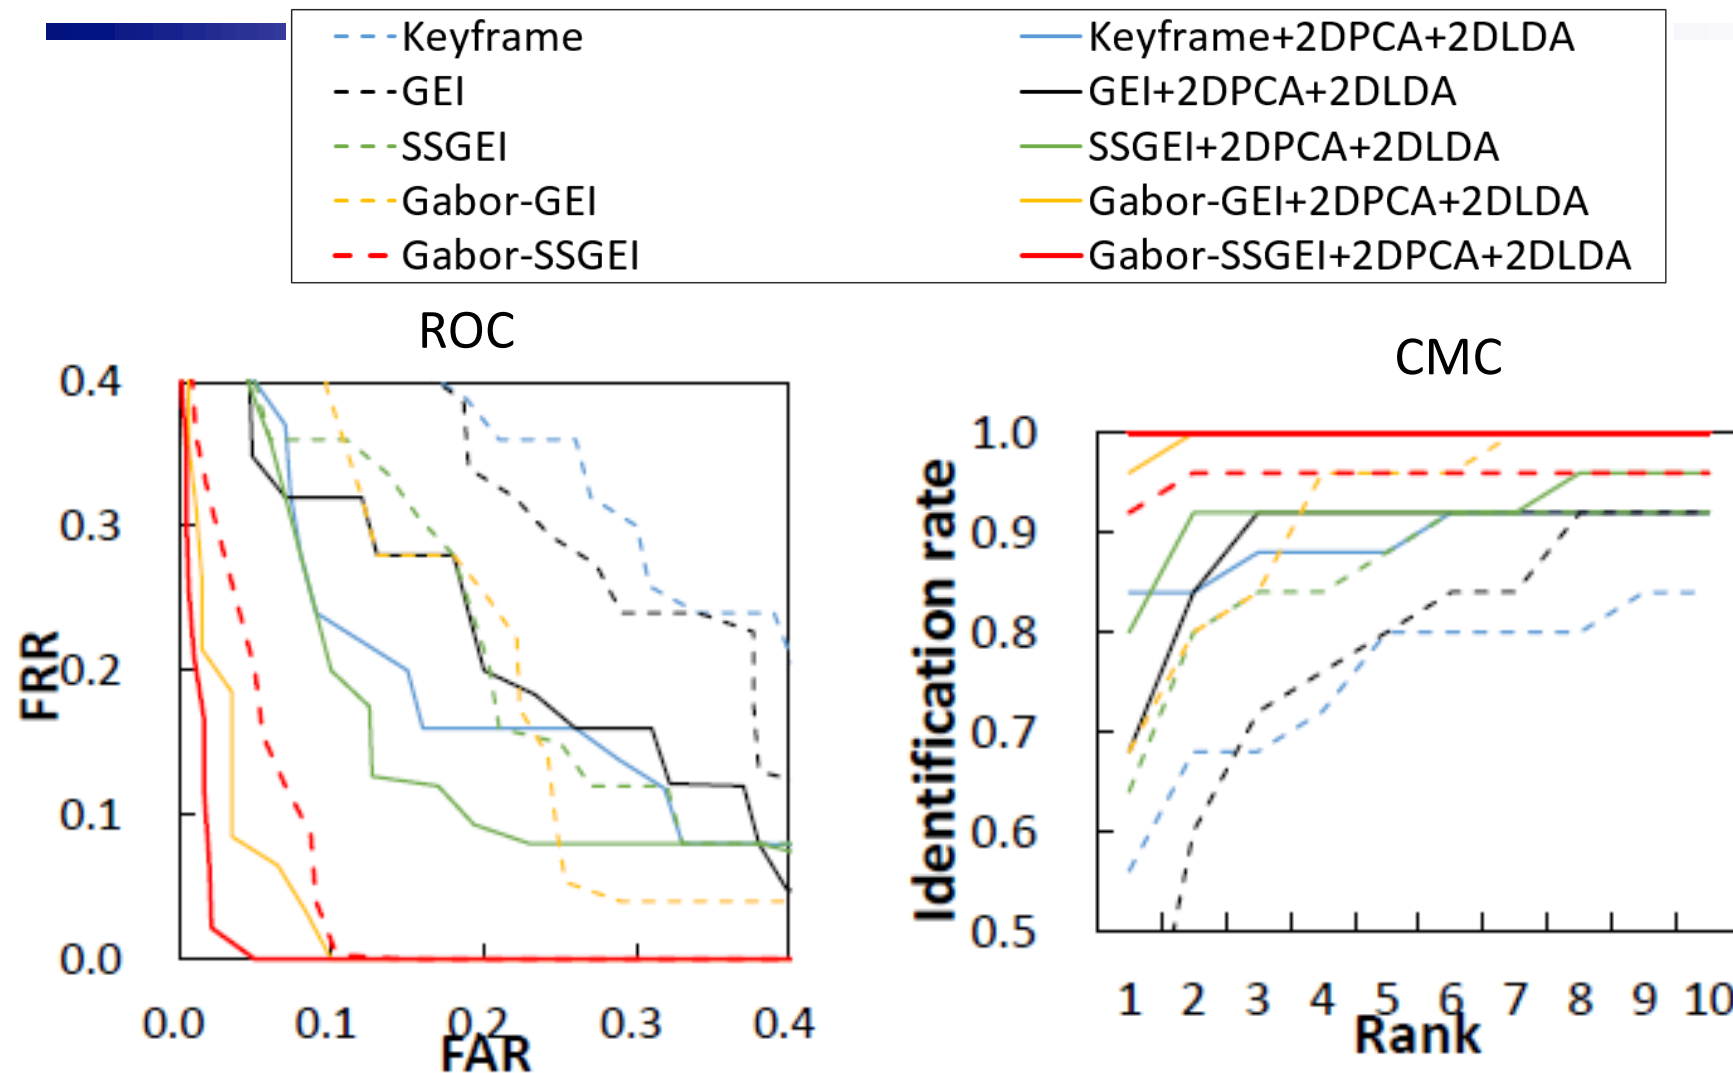 Keyframe
Keyframe+2DPCA+2DLDA
GEI
GEI+2DPCA+2DLDA
SSGEI
SSGEI+2DPCA+2DLDA
Gabor-GEI
Gabor-GEI+2DPCA+2DLDA
Gabor-SSGEI
Gabor-SSGEI+2DPCA+2DLDA
ROC
0.4
0.3
0.2
0.1
0.0
FRR
0.0 0.1 0.2 0.3 0.4
FAR
CMC
1.0
0.9
0.8
0.7
0.6
0.5
Identification rate
1 2 3 4 5 6 7 8 9 10
Rank